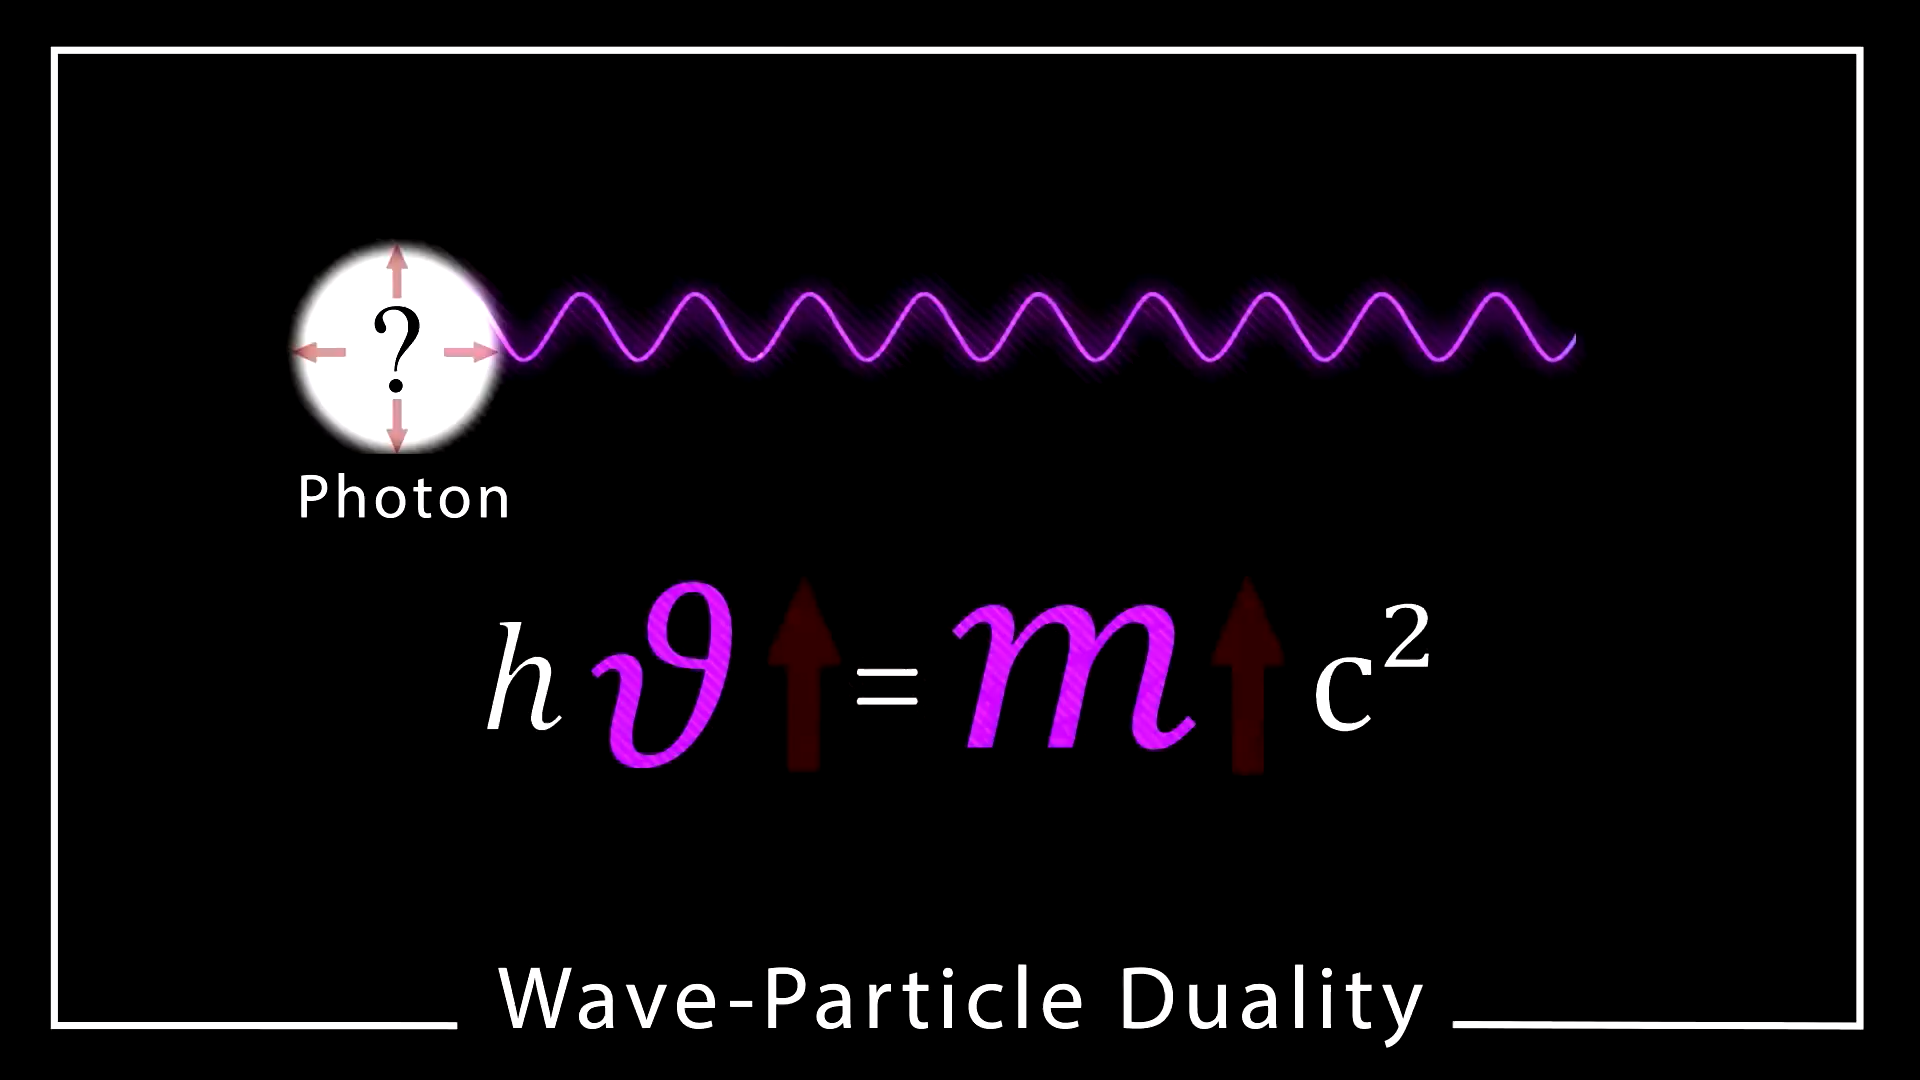 ?
Photon
hϑ = mc²
Wave-Particle Duality